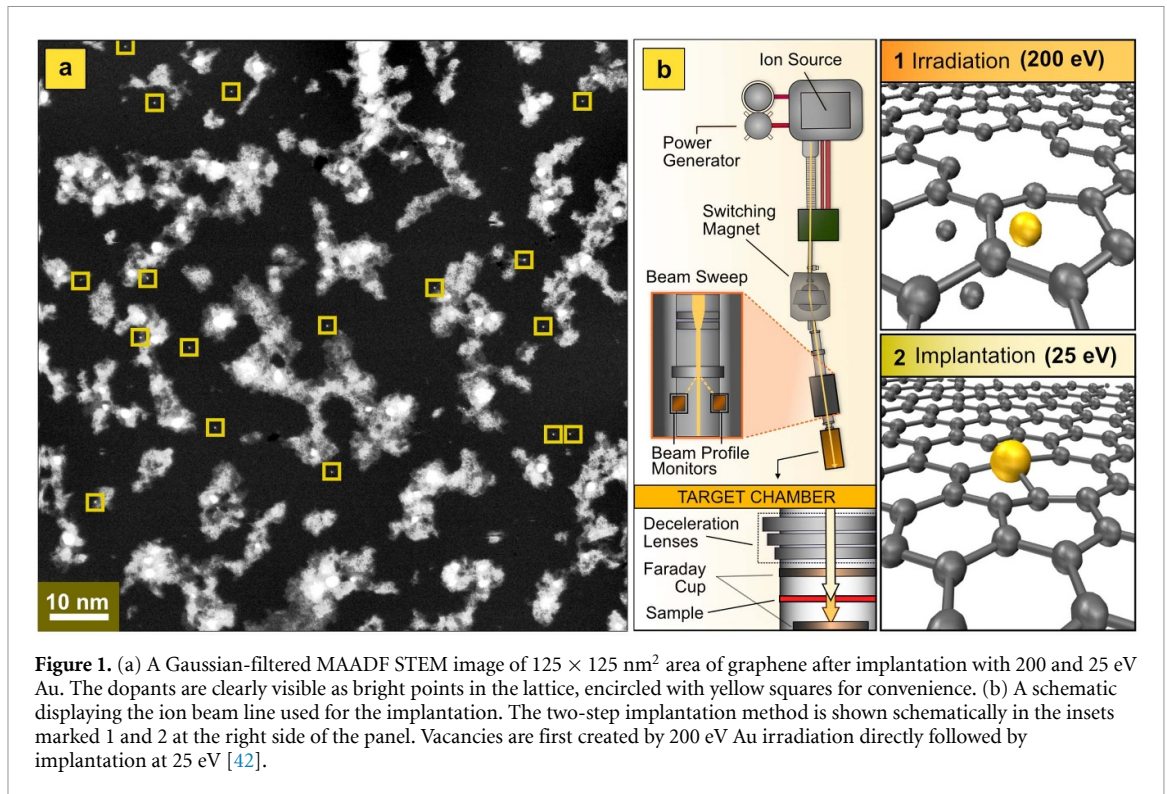 a
10 nm
b
Ion Source
Power
Generator
Switching
Magnet
Beam Sweep
Beam Profile
Monitors
TARGET CHAMBER
Deceleration
Lenses
Faraday
Cup
Sample
1 Irradiation (200 eV)
2 Implantation (25 eV)
Figure 1. (a) A Gaussian-filtered MAADF STEM image of 125 × 125 nm² area of graphene after implantation with 200 and 25 eV
Au. The dopants are clearly visible as bright points in the lattice, encircled with yellow squares for convenience. (b) A schematic
displaying the ion beam line used for the implantation. The two-step implantation method is shown schematically in the insets
marked 1 and 2 at the right side of the panel. Vacancies are first created by 200 eV Au irradiation directly followed by
implantation at 25 eV [42].